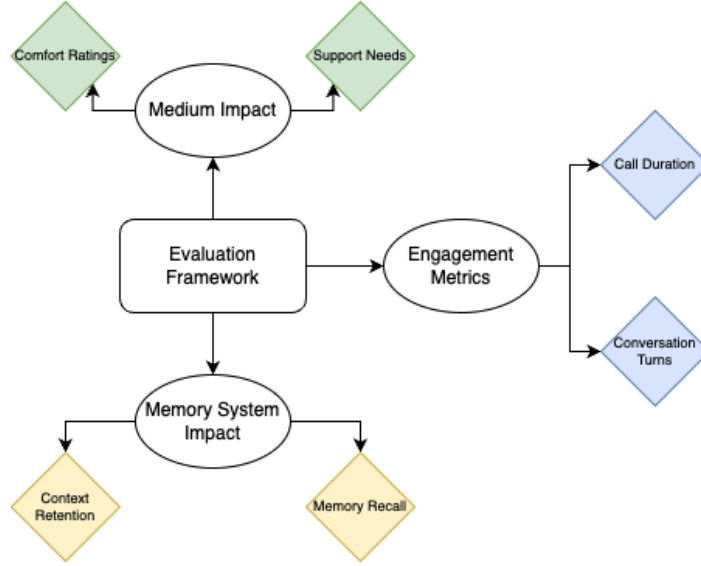 Comfort Ratings
Support Needs
Medium Impact
Call Duration
Evaluation
Framework
Engagement
Metrics
Conversation
Turns
Memory System
Impact
Context
Retention
Memory Recall